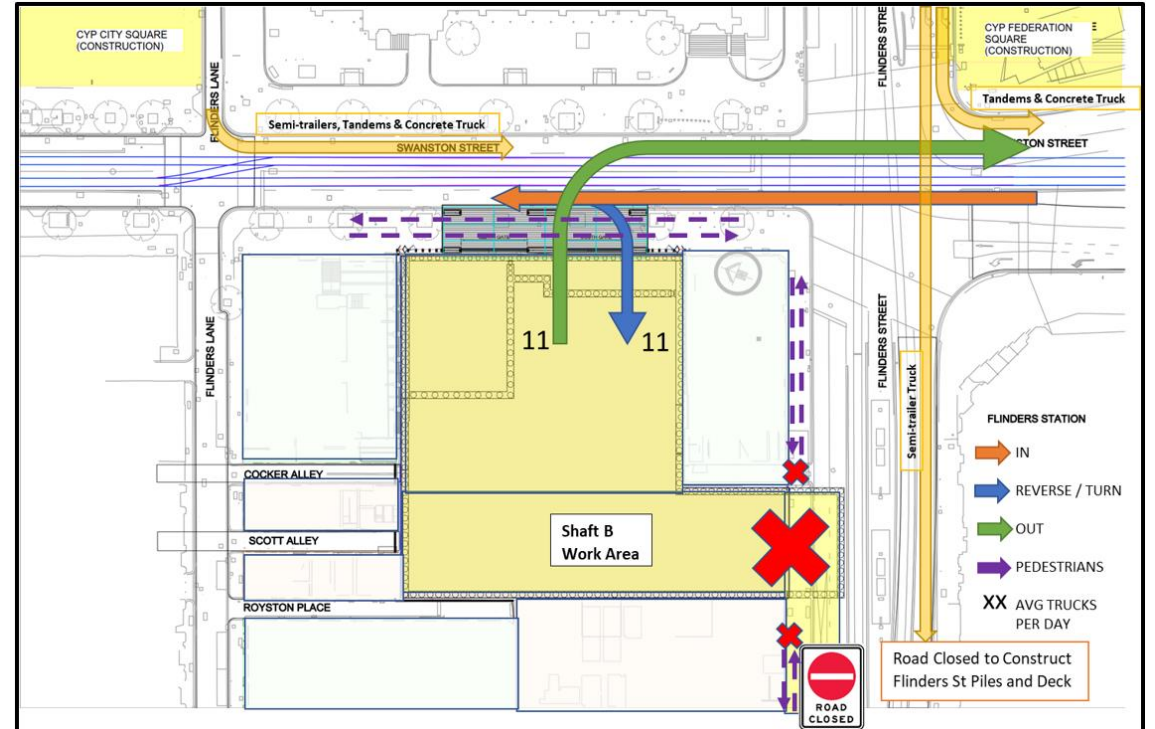 CYP CITY SQUARE
(CONSTRUCTION)
FLINDERS LANE
Semi-trailers, Tandems & Concrete Truck
SWANSTON STREET
FLINDERS STRE
CYP FEDERATION
SQUARE
(CONSTRUCTION)
E
Tandems & Concrete Truck
STON STREET
11
11
FLINDERS LANE
FLINDERS STREET
Semi-trailer Truck
FLINDERS STATION
IN
REVERSE / TURN
OUT
PEDESTRIANS
XX AVG TRUCKS
PER DAY
COCKER ALLEY
SCOTT ALLEY
ROYSTON PLACE
Shaft B
Work Area
Road Closed to Construct
Flinders St Piles and Deck
ROAD
CLOSED